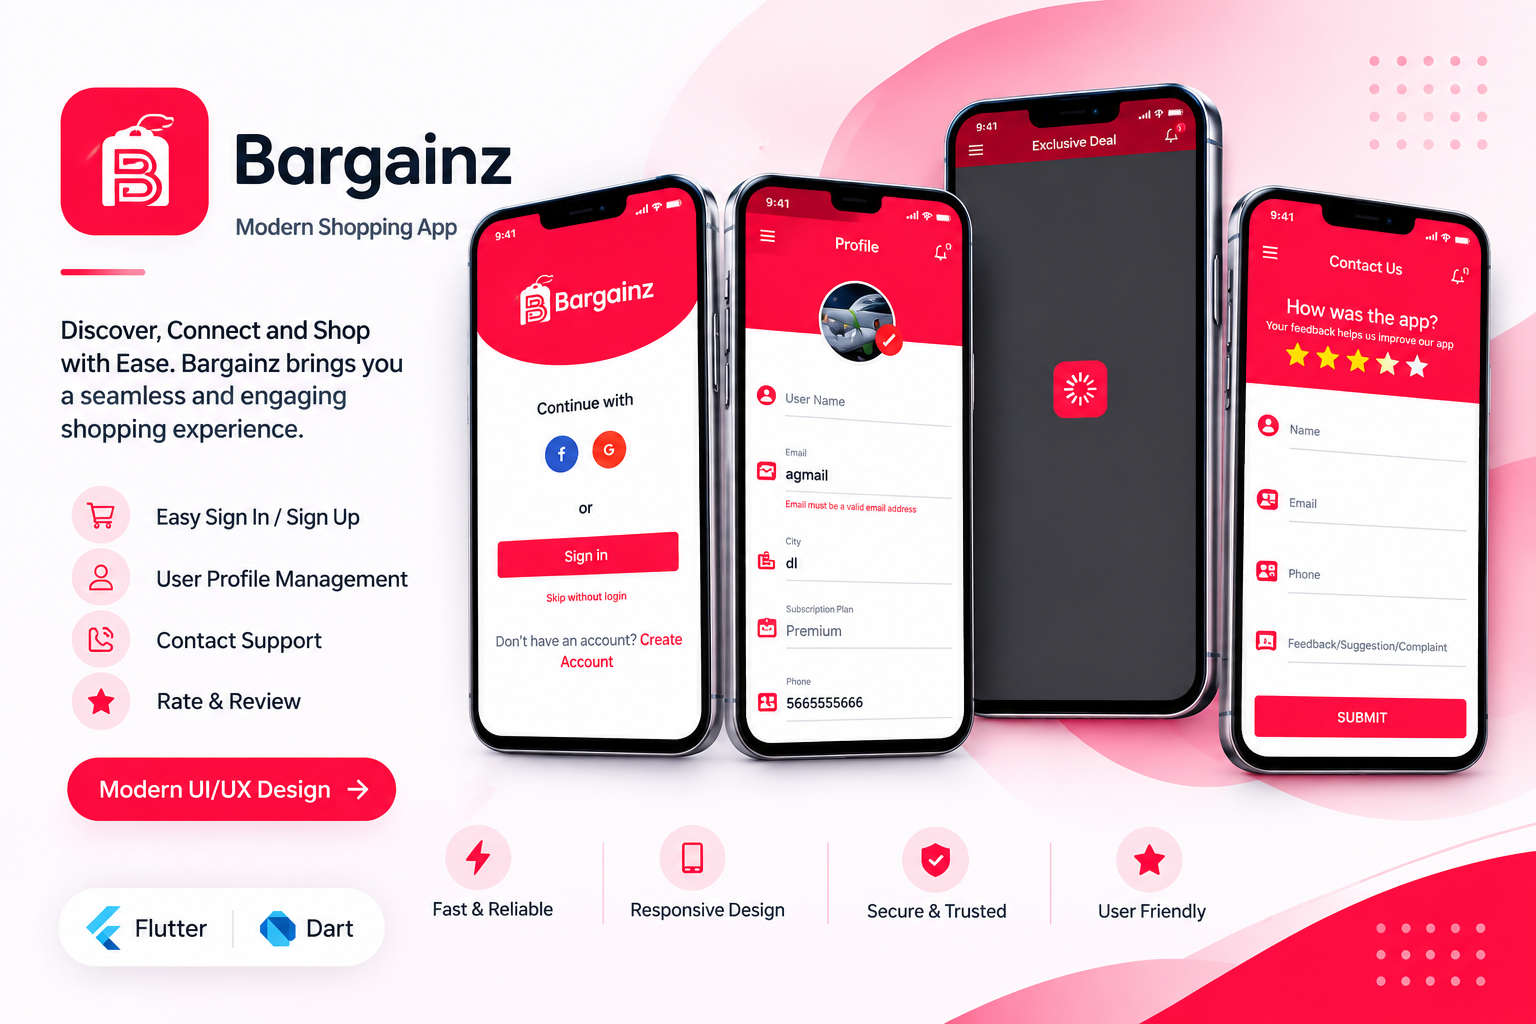 Bargainz
Modern Shopping App
Discover, Connect and Shop
with Ease. Bargainz brings you
a seamless and engaging
shopping experience.
Easy Sign In / Sign Up
User Profile Management
Contact Support
Rate & Review
Modern UI/UX Design
Flutter
Dart
9:41
B Bargainz
Continue with
f
G
or
Sign in
Skip without login
Don't have an account? Create
Account
9:41
Profile
0
User Name
Email
agmail
Email must be a valid email address
City
dl
Subscription Plan
Premium
Phone
5665555666
9:41
Exclusive Deal
9:41
Contact Us
0
How was the app?
Your feedback helps us improve our app
Name
Email
Phone
Feedback/Suggestion/Complaint
SUBMIT
Fast & Reliable
Responsive Design
Secure & Trusted
User Friendly